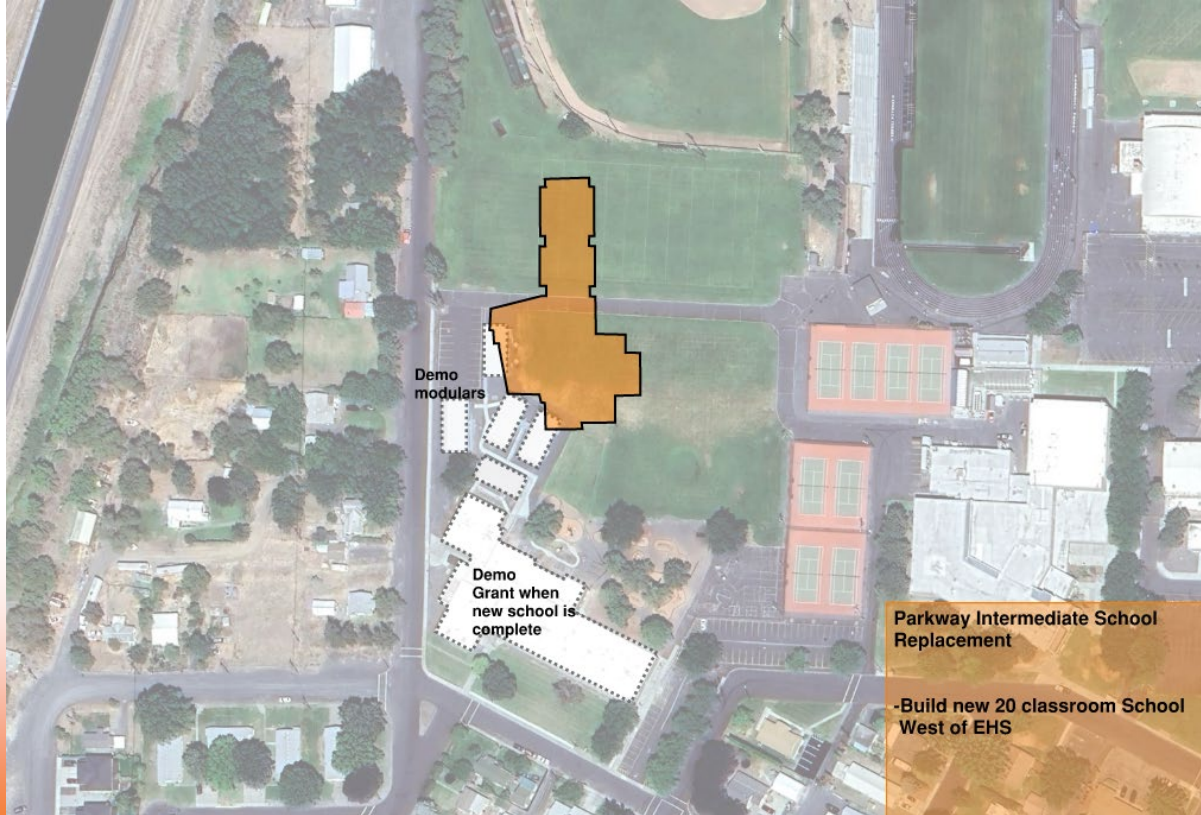 Demo
modulars
Demo
Grant when
new school is
complete
Parkway Intermediate School
Replacement
-Build new 20 classroom School
West of EHS